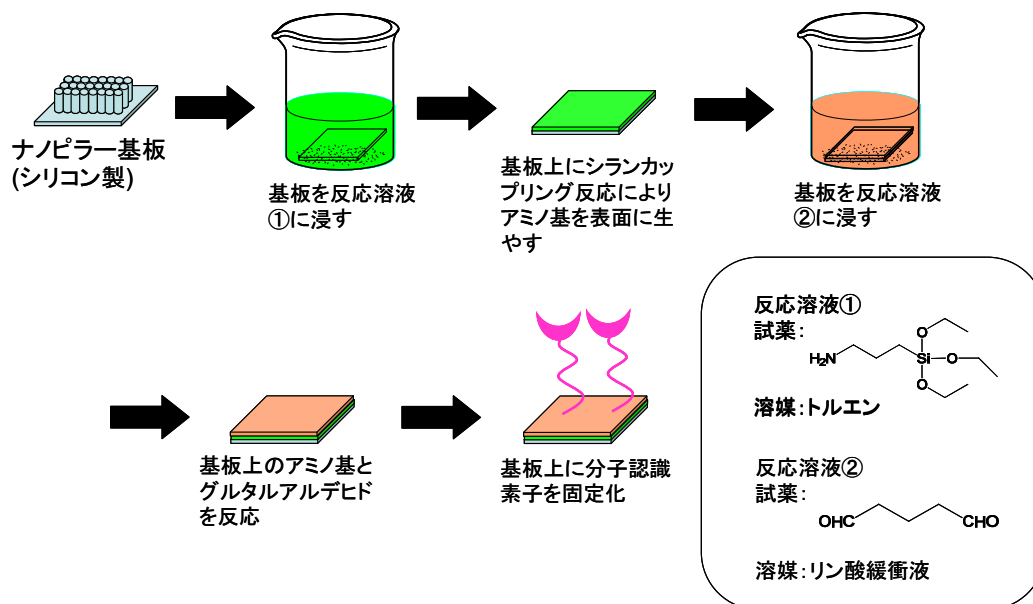 ナノピラー基板
(シリコン製)
基板を反応溶液
①に浸す
基板上にシランカッ
プリング反応により
アミノ基を表面に生
やす
基板を反応溶液
②に浸す
基板上のアミノ基と
グルタルアルデヒド
を反応
基板上に分子認識
素子を固定化
反応溶液①
試薬:
H₂N
Si
O
O
O
溶媒:トルエン
反応溶液②
試薬:
OHC
CHO
溶媒:リン酸緩衝液